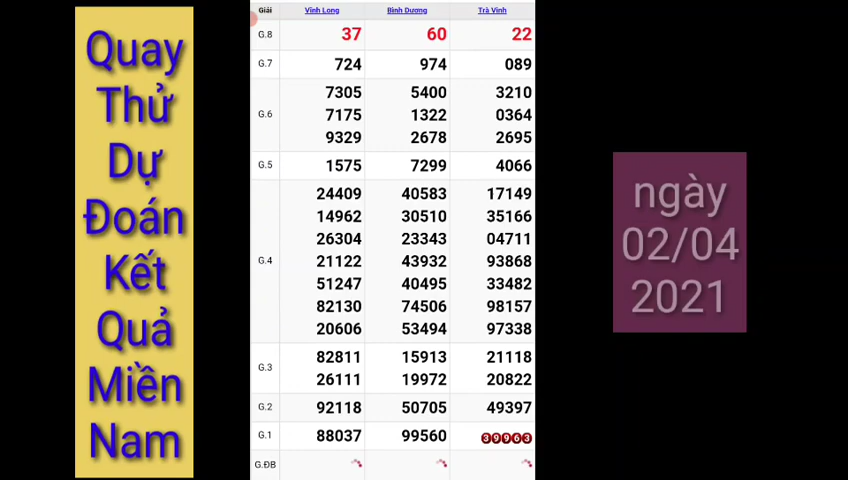 Quay
Thử
Dự
Đoán
Kết
Quả
Miền
Nam
Giải Vĩnh Long Bình Dương Trà Vinh
G.8 37 60 22
G.7 724 974 089
7305 5400 3210
G.6 7175 1322 0364
9329 2678 2695
G.5 1575 7299 4066
24409 40583 17149
14962 30510 35166
26304 23343 04711
G.4 21122 43932 93868
51247 40495 33482
82130 74506 98157
20606 53494 97338
G.3 82811 15913 21118
26111 19972 20822
G.2 92118 50705 49397
G.1 88037 99560 39963
G.ĐB
ngày
02/04
2021